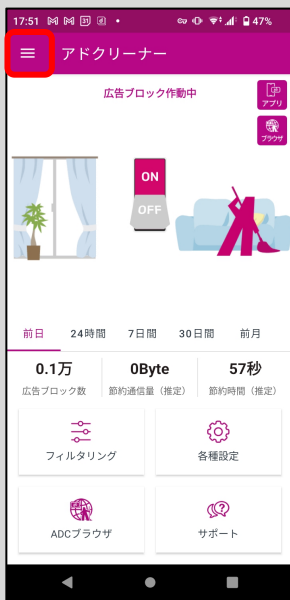 17:51
47%
アドクリーナー
広告ブロック作動中
アプリ
ブラウザ
ON
OFF
前日 24時間 7日間 30日間 前月
0.1万 0Byte 57秒
広告ブロック数 節約通信量（推定） 節約時間（推定）
フィルタリング 各種設定
ADCブラウザ サポート